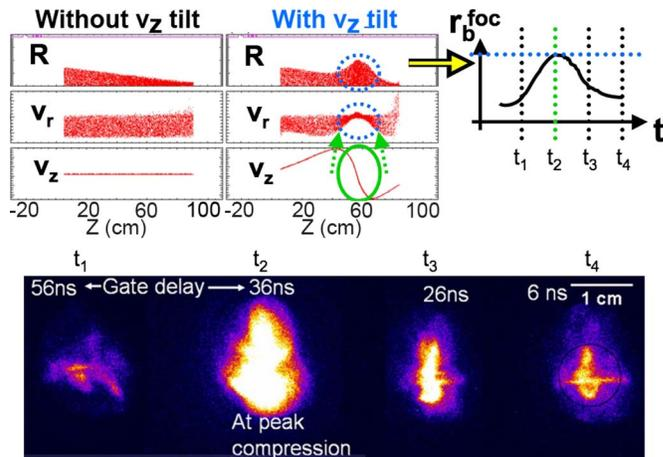 Without vz tilt
With vz tilt
rb foc
R
R
vr
vr
vz
vz
t
t1 t2 t3 t4
-20 20 60 100
-20 20 60 100
Z (cm)
Z (cm)
t1 t2 t3 t4
56ns Gate delay 36ns 26ns 6 ns
1 cm
At peak
compression